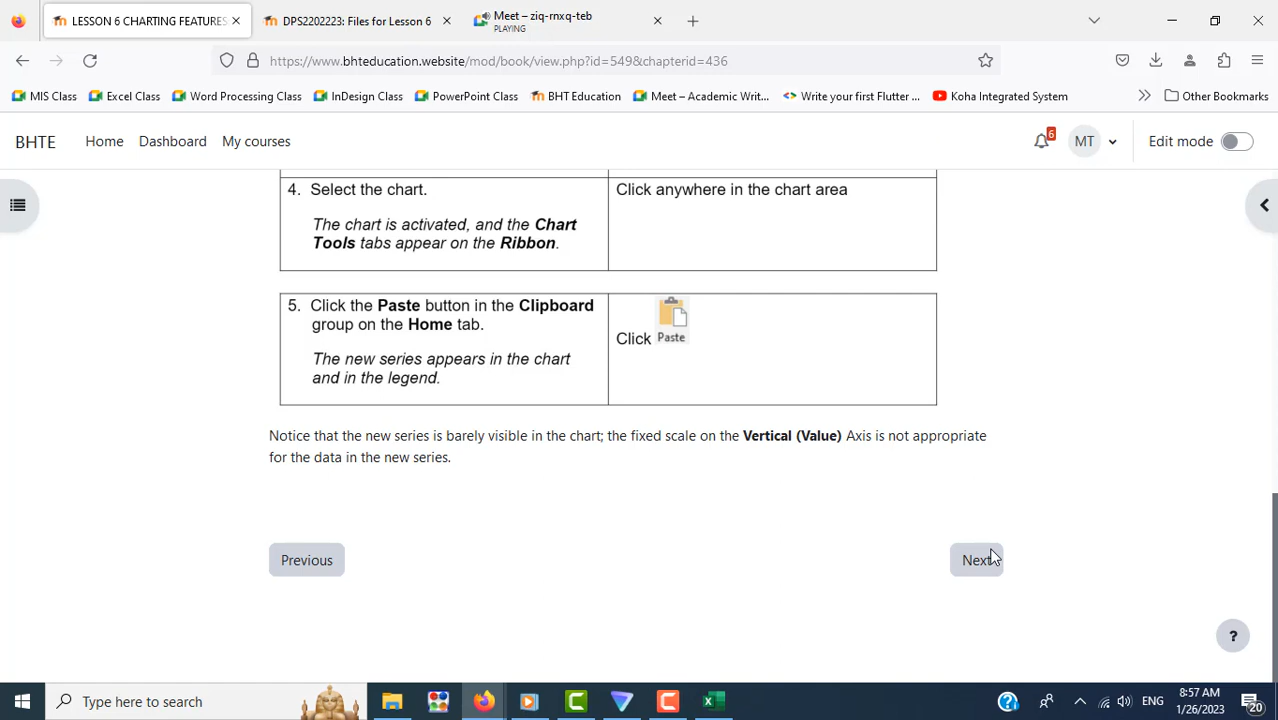 LESSON 6 CHARTING FEATURES
DPS2202223: Files for Lesson 6
Meet – ziq-rnxq-teb
PLAYING
https://www.bhteducation.website/mod/book/view.php?id=549&chapterid=436
MIS Class
Excel Class
Word Processing Class
InDesign Class
PowerPoint Class
BHT Education
Meet – Academic Writ...
Write your first Flutter ...
Koha Integrated System
Other Bookmarks
BHTE
Home
Dashboard
My courses
6
MT
Edit mode
4. Select the chart.
The chart is activated, and the Chart
Tools tabs appear on the Ribbon.
Click anywhere in the chart area
5. Click the Paste button in the Clipboard
group on the Home tab.
The new series appears in the chart
and in the legend.
Click Paste
Notice that the new series is barely visible in the chart; the fixed scale on the Vertical (Value) Axis is not appropriate
for the data in the new series.
Previous
Next
?
Type here to search
ENG
8:57 AM
1/26/2023
20